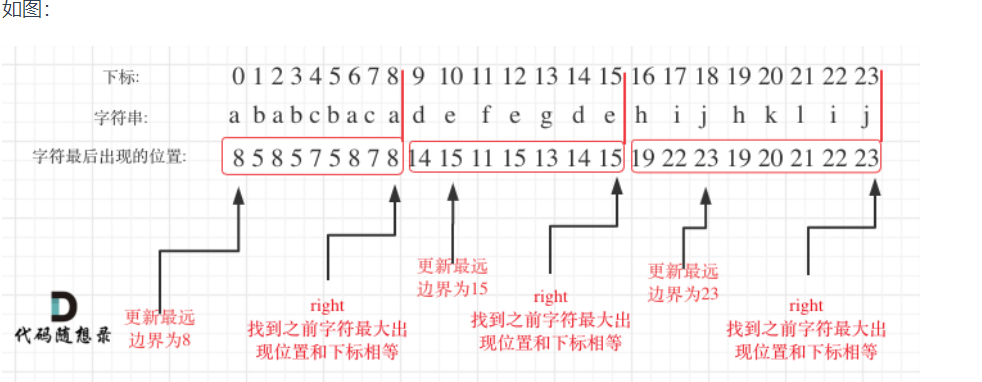 如图：
下标: 0 1 2 3 4 5 6 7 8 9 10 11 12 13 14 15 16 17 18 19 20 21 22 23
字符串: a b a b c b a c a d e f e g d e h i j h k l i j
字符最后出现的位置: 8 5 8 5 7 5 8 7 8 14 15 11 15 13 14 15 19 22 23 19 20 21 22 23
更新最远
边界为8
right
找到之前字符最大出
现位置和下标相等
更新最远
边界为15
right
找到之前字符最大出
现位置和下标相等
更新最远
边界为23
right
找到之前字符最大出
现位置和下标相等
代码随想录